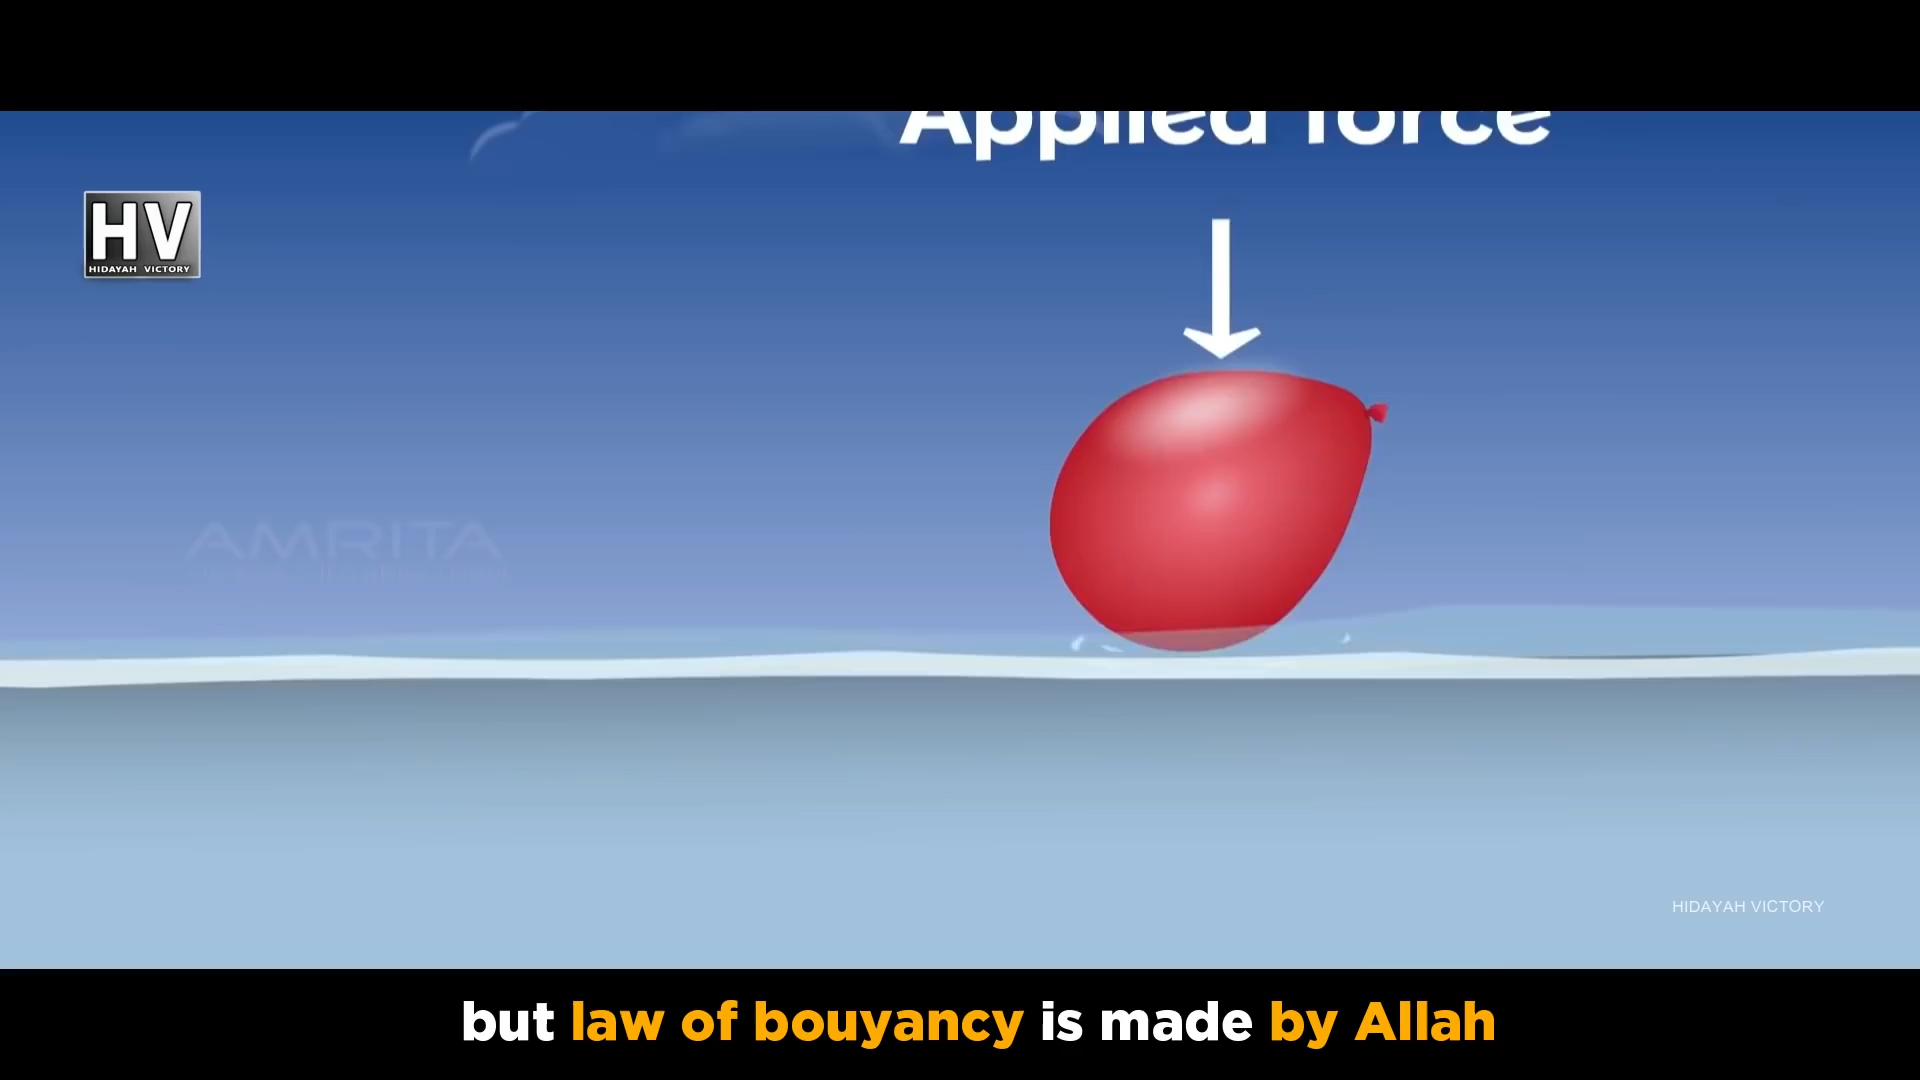 Applied force
HV
HIDAYAH VICTORY
AMRITA
HIDAYAH VICTORY
but law of bouyancy is made by Allah